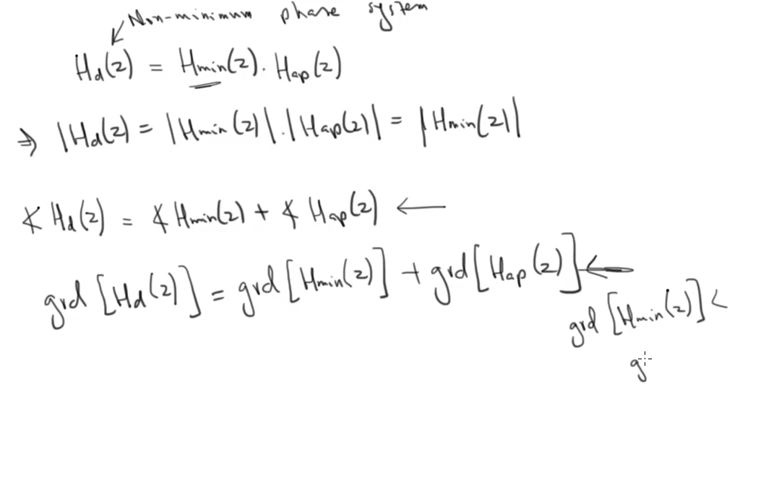 Non-minimum phase system
Hd(z) = Hmin(z). Hap(z)
⇒ |Hd(z) = |Hmin(z)|.|Hap(z)| = |Hmin(z)|
∡ Hd(z) = ∡ Hmin(z) + ∡ Hap(z) ←
grd [Hd(z)] = grd [Hmin(z)] + grd [Hap(z)] ←
grd [Hmin(z)] <
g